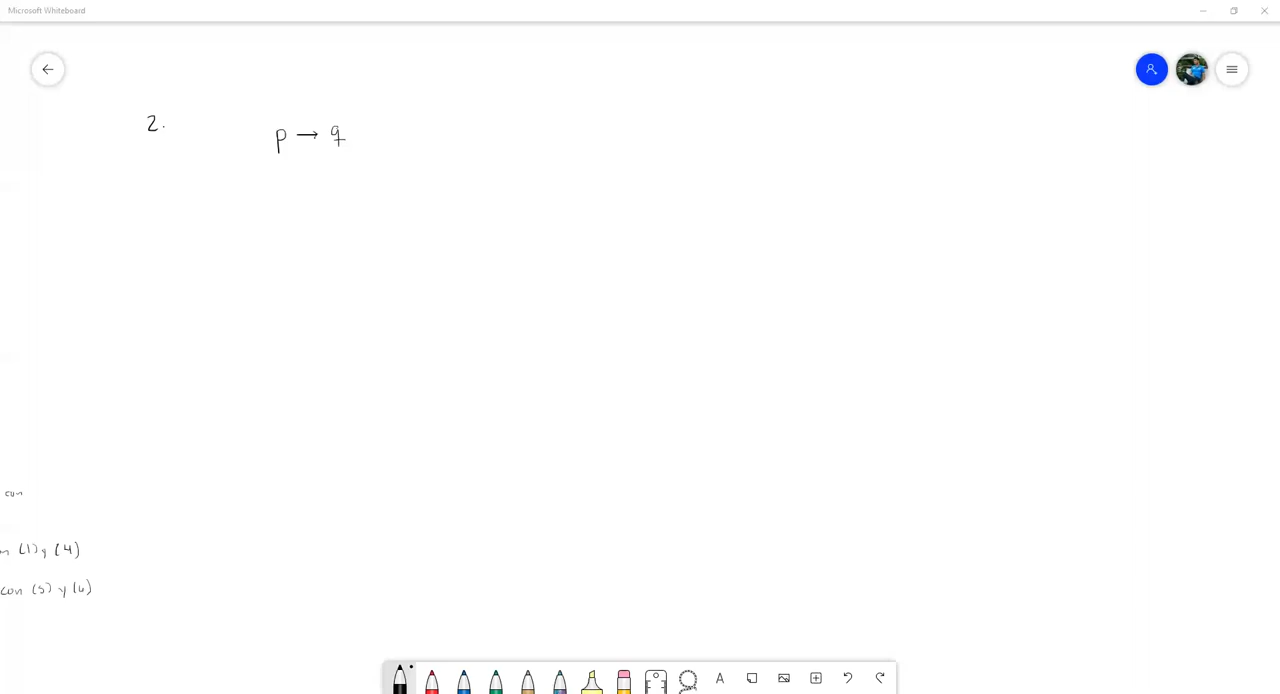 Microsoft Whiteboard
2. p → q
con
(1) y (4)
con (5) y (6)
A